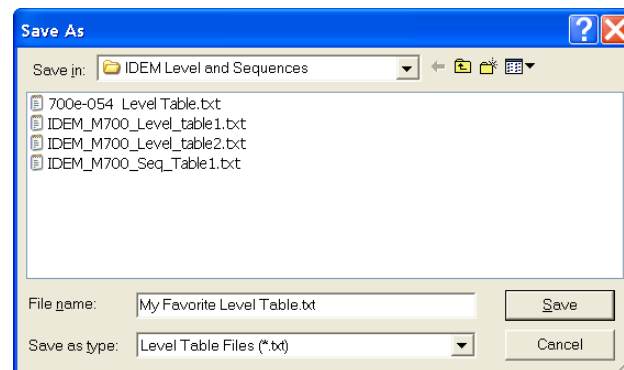 Save As
Save in: IDEM Level and Sequences
700e-054 Level Table.txt
IDEM_M700_Level_table1.txt
IDEM_M700_Level_table2.txt
IDEM_M700_Seq_Table1.txt
File name: My Favorite Level Table.txt Save
Save as type: Level Table Files (*.txt) Cancel